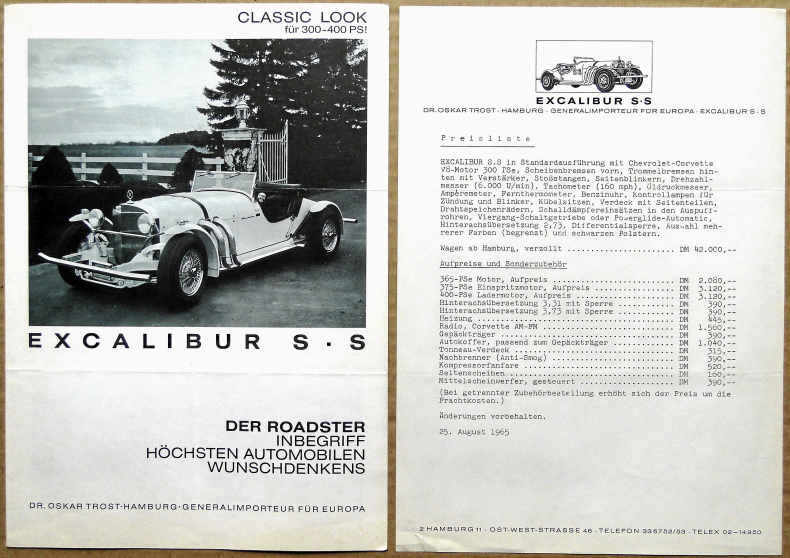 CLASSIC LOOK
für 300-400 PS!
EXCALIBUR S·S
DER ROADSTER
INBEGRIFF
HÖCHSTEN AUTOMOBILEN
WUNSCHDENKENS
DR. OSKAR TROST·HAMBURG·GENERALIMPORTEUR FÜR EUROPA
EXCALIBUR S·S
DR. OSKAR TROST · HAMBURG · GENERALIMPORTEUR FÜR EUROPA · EXCALIBUR S·S
Preisliste
EXCALIBUR S.S in Standardausführung mit Chevrolet-Corvette
V8-Motor 300 PSe, Scheibenbremsen vorn, Trommelbremsen hin-
ten mit Verstärker, Stoßstangen, Seitenblinkern, Drehzahl-
messer (6.000 U/min), Tachometer (160 mph), Öldruckmesser,
Ampèremeter, Fernthermometer, Benzinuhr, Kontrollampen für
Zündung und Blinker, Kübelsitzen, Verdeck mit Seitenteilen,
Drahtspeichenrädern, Schalldämpfereinsätzen in den Auspuff-
rohren, Viergang-Schaltgetriebe oder Powerglide-Automatic,
Hinterachsübersetzung 2,73, Differentialsperre, Auswahl meh-
rerer Farben (begrenzt) und schwarzen Polstern.
Wagen ab Hamburg, verzollt ...................... DM 42.000,--
Aufpreise und Sonderzubehör
365-PSe Motor, Aufpreis ......................... DM 2.080,--
375-PSe Einspritzmotor, Aufpreis ................ DM 3.120,--
400-PSe Ladermotor, Aufpreis .................... DM 3.120,--
Hinterachsübersetzung 3,31 mit Sperre ........... DM 390,--
Hinterachsübersetzung 3,73 mit Sperre ........... DM 390,--
Heizung ......................................... DM 445,--
Radio, Corvette AM-FM ........................... DM 1.560,--
Gepäckträger .................................... DM 390,--
Autokoffer, passend zum Gepäckträger ............ DM 1.040,--
Tonneau-Verdeck ................................. DM 315,--
Nachbrenner (Anti-Smog) ......................... DM 390,--
Kompressorfanfare ............................... DM 520,--
Seitenscheiben .................................. DM 160,--
Mittelscheinwerfer, gesteuert ................... DM 390,--
(Bei getrennter Zubehörbestellung erhöht sich der Preis um die
Frachtkosten.)
Änderungen vorbehalten.
25. August 1965
2 HAMBURG 11 · OST-WEST-STRASSE 46 · TELEFON 336752/53 · TELEX 02-14950